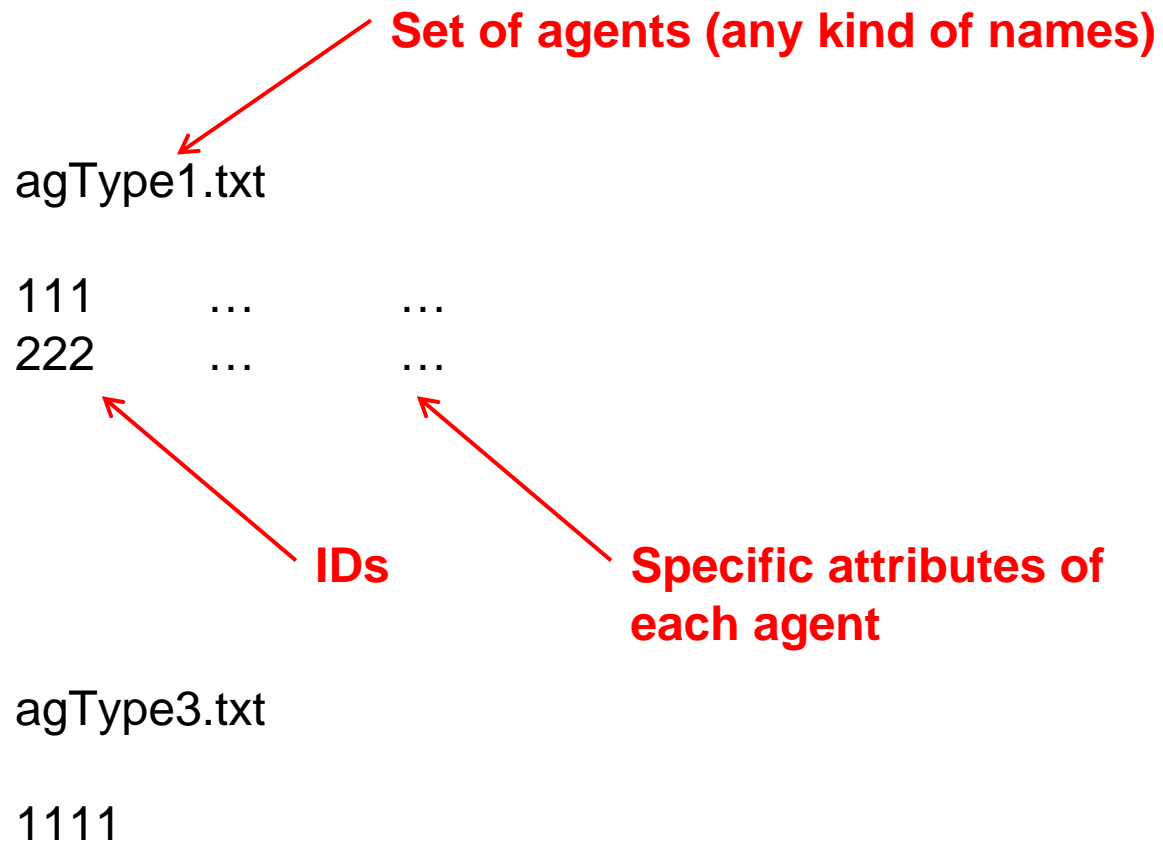 Set of agents (any kind of names)
agType1.txt
111 … …
222 … …
IDs
Specific attributes of
each agent
agType3.txt
1111